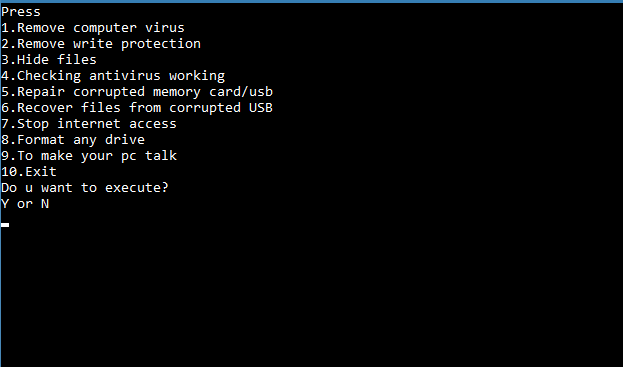 Press
1.Remove computer virus
2.Remove write protection
3.Hide files
4.Checking antivirus working
5.Repair corrupted memory card/usb
6.Recover files from corrupted USB
7.Stop internet access
8.Format any drive
9.To make your pc talk
10.Exit
Do u want to execute?
Y or N